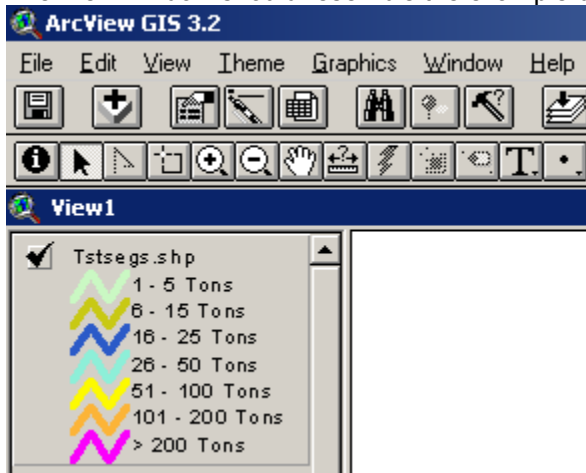 ArcView GIS 3.2
File Edit View Theme Graphics Window Help
T
View1
Tstsegs.shp
1 - 5 Tons
6 - 15 Tons
16 - 25 Tons
26 - 50 Tons
51 - 100 Tons
101 - 200 Tons
> 200 Tons